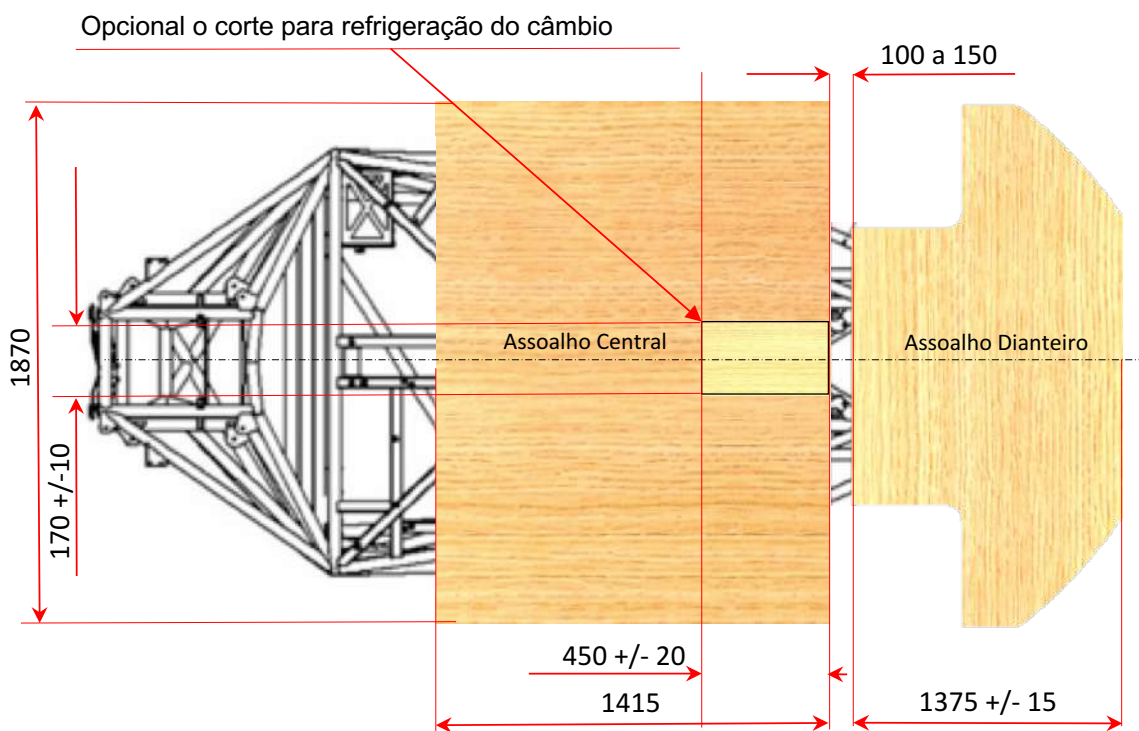 Opcional o corte para refrigeração do câmbio
100 a 150
1870
170 +/-10
Assoalho Central
Assoalho Dianteiro
450 +/- 20
1415
1375 +/- 15